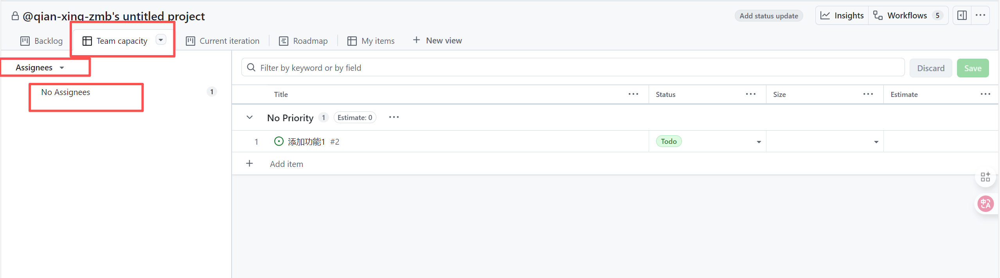 @qian-xing-zmb's untitled project
Add status update
Insights
Workflows 5
Backlog
Team capacity
Current iteration
Roadmap
My items
New view
Assignees
No Assignees 1
Filter by keyword or by field
Discard
Save
Title
Status
Size
Estimate
No Priority 1 Estimate: 0
1 添加功能1 #2 Todo
Add item
中 A